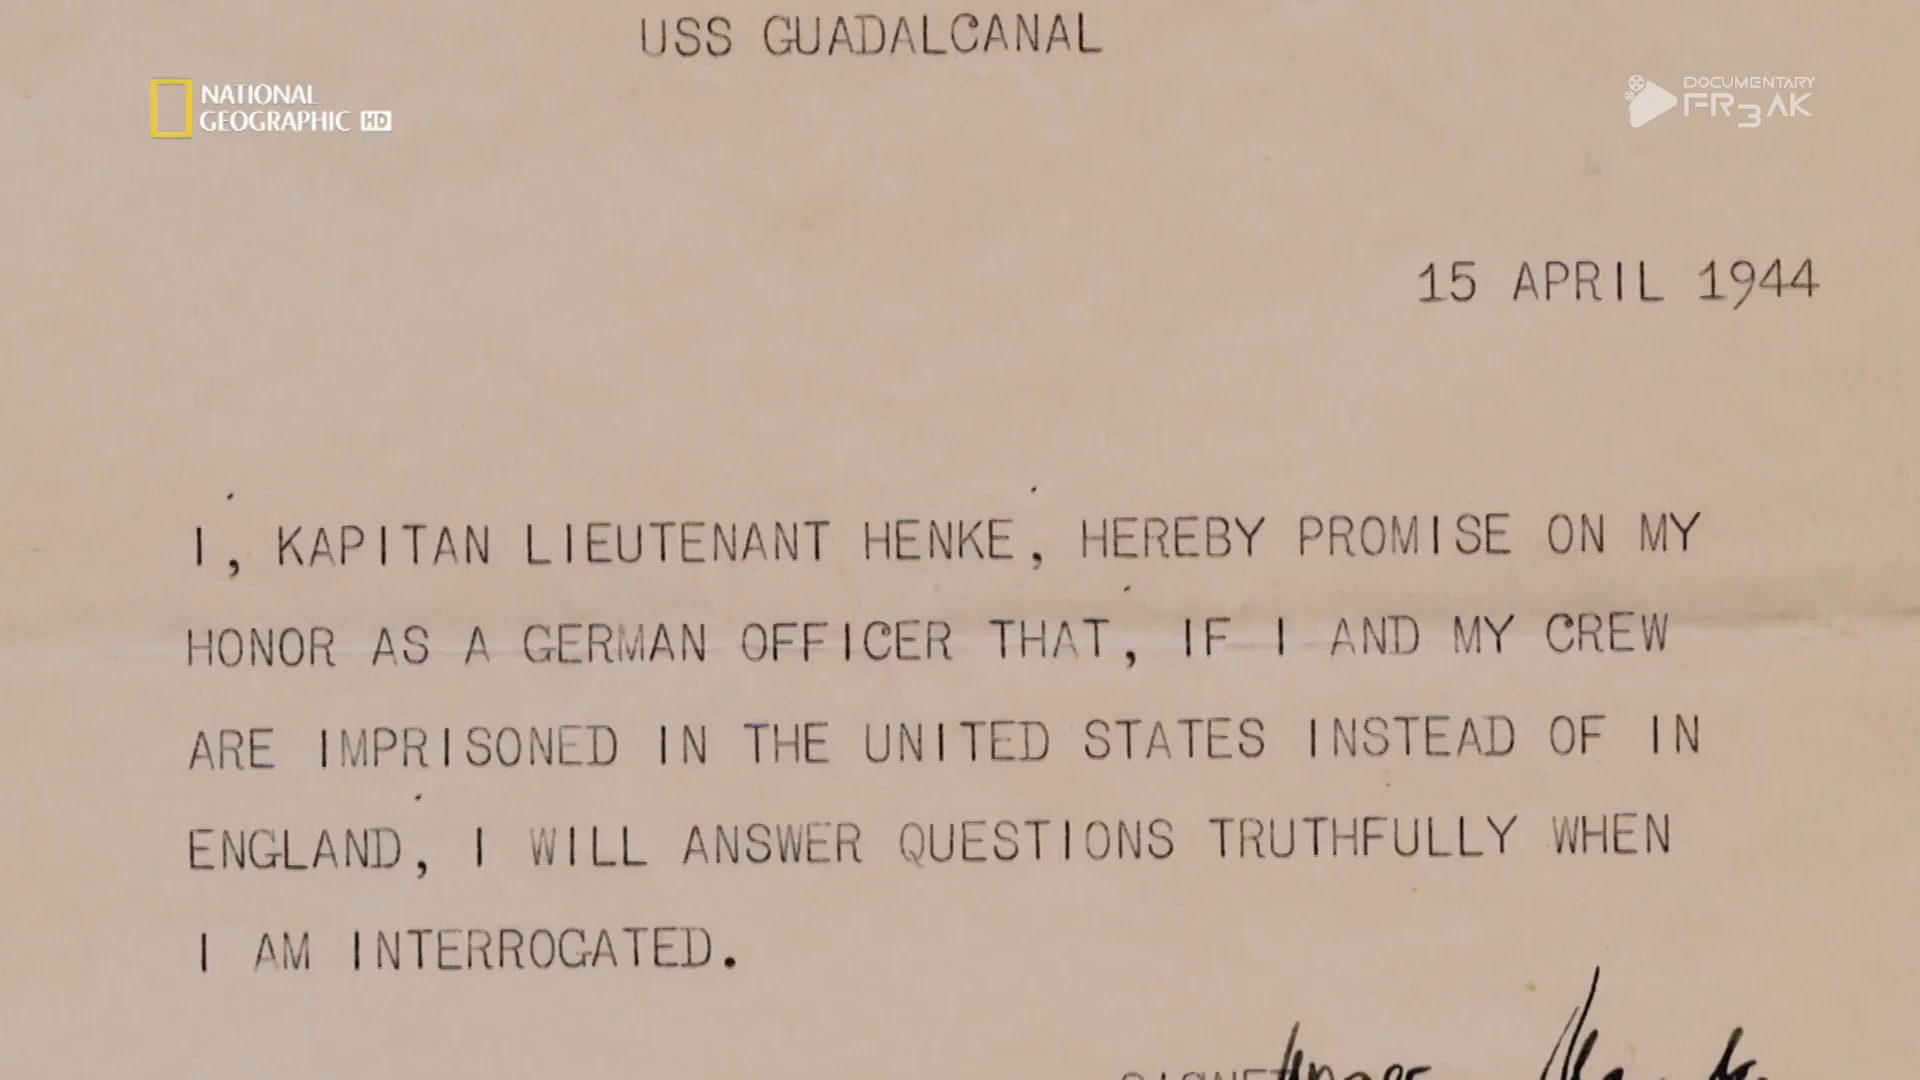 USS GUADALCANAL
NATIONAL
GEOGRAPHIC HD
DOCUMENTARY
FR3AK
15 APRIL 1944
I, KAPITAN LIEUTENANT HENKE, HEREBY PROMISE ON MY
HONOR AS A GERMAN OFFICER THAT, IF I AND MY CREW
ARE IMPRISONED IN THE UNITED STATES INSTEAD OF IN
ENGLAND, I WILL ANSWER QUESTIONS TRUTHFULLY WHEN
I AM INTERROGATED.